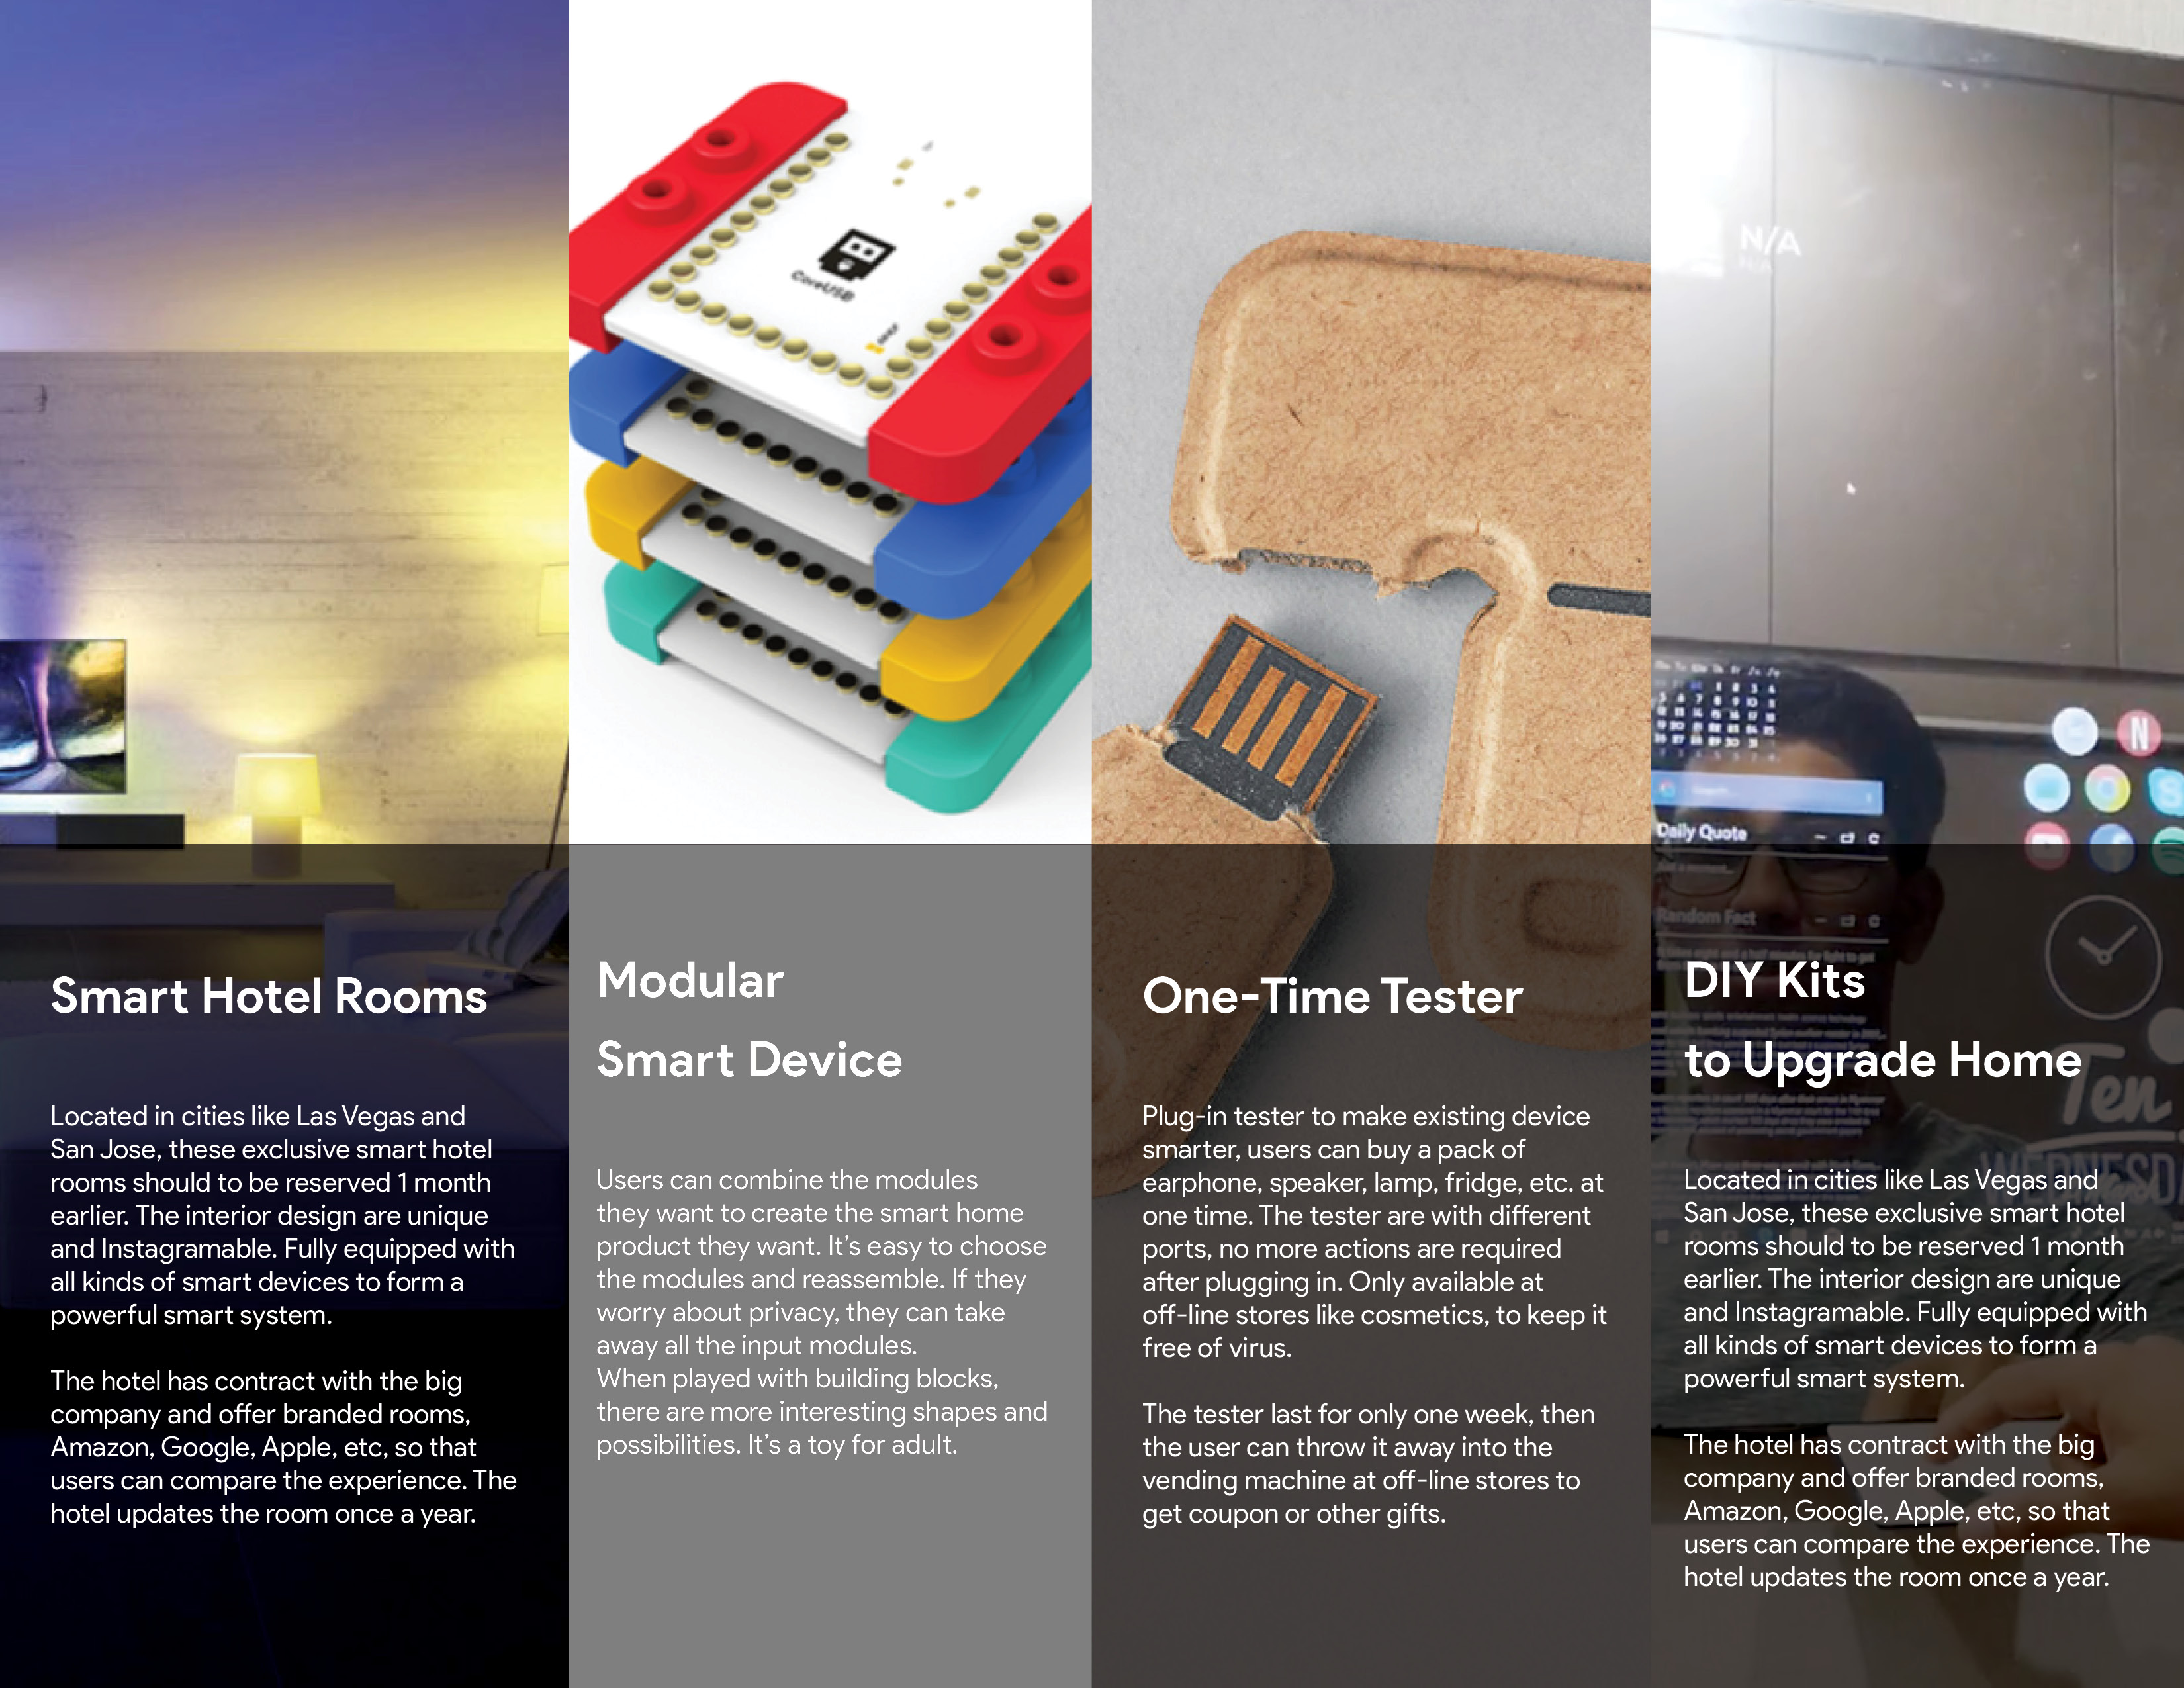 CoreUSB
N/A
Daily Quote
Random Fact
Ten
WEDNESDA
Smart Hotel Rooms
Located in cities like Las Vegas and
San Jose, these exclusive smart hotel
rooms should to be reserved 1 month
earlier. The interior design are unique
and Instagramable. Fully equipped with
all kinds of smart devices to form a
powerful smart system.
The hotel has contract with the big
company and offer branded rooms,
Amazon, Google, Apple, etc, so that
users can compare the experience. The
hotel updates the room once a year.
Modular
Smart Device
Users can combine the modules
they want to create the smart home
product they want. It's easy to choose
the modules and reassemble. If they
worry about privacy, they can take
away all the input modules.
When played with building blocks,
there are more interesting shapes and
possibilities. It's a toy for adult.
One-Time Tester
Plug-in tester to make existing device
smarter, users can buy a pack of
earphone, speaker, lamp, fridge, etc. at
one time. The tester are with different
ports, no more actions are required
after plugging in. Only available at
off-line stores like cosmetics, to keep it
free of virus.
The tester last for only one week, then
the user can throw it away into the
vending machine at off-line stores to
get coupon or other gifts.
DIY Kits
to Upgrade Home
Located in cities like Las Vegas and
San Jose, these exclusive smart hotel
rooms should to be reserved 1 month
earlier. The interior design are unique
and Instagramable. Fully equipped with
all kinds of smart devices to form a
powerful smart system.
The hotel has contract with the big
company and offer branded rooms,
Amazon, Google, Apple, etc, so that
users can compare the experience. The
hotel updates the room once a year.